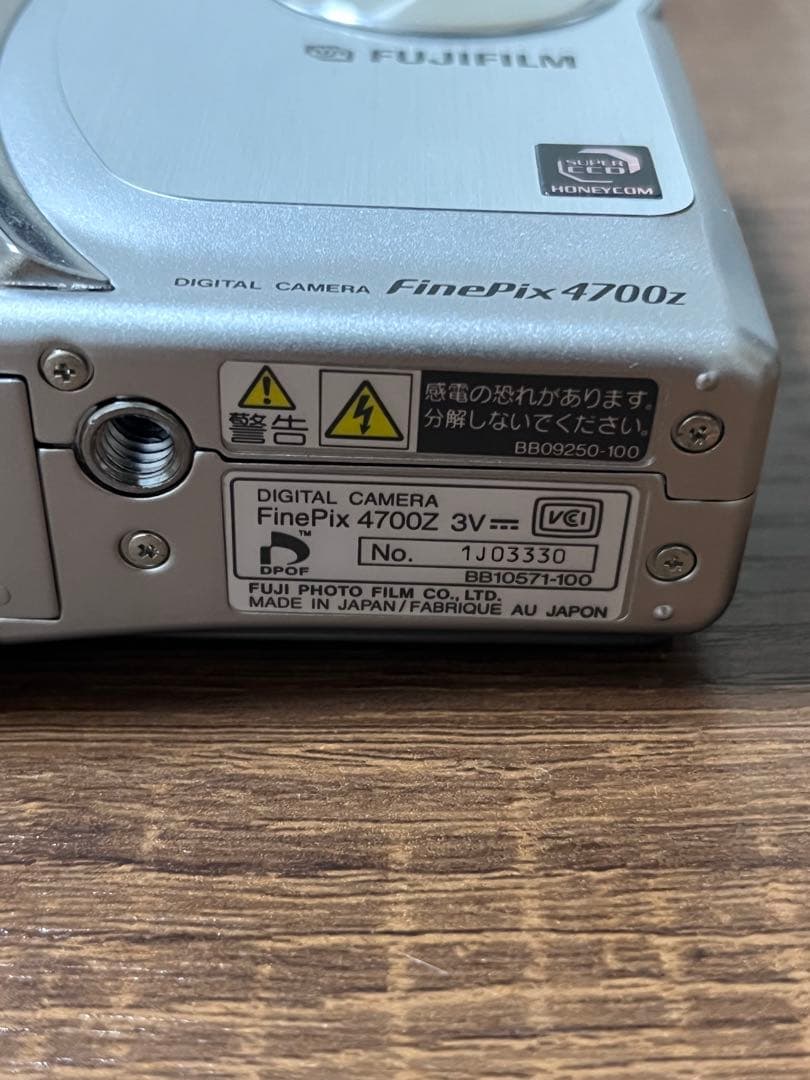 FUJIFILM
SUPER
CCD
HONEYCOM
DIGITAL CAMERA FinePix4700z
警告
感電の恐れがあります。
分解しないでください。
BB09250-100
DIGITAL CAMERA
FinePix 4700Z 3V VCCI
DPOF ™
No. 1J03330
BB10571-100
FUJI PHOTO FILM CO., LTD.
MADE IN JAPAN/FABRIQUE AU JAPON